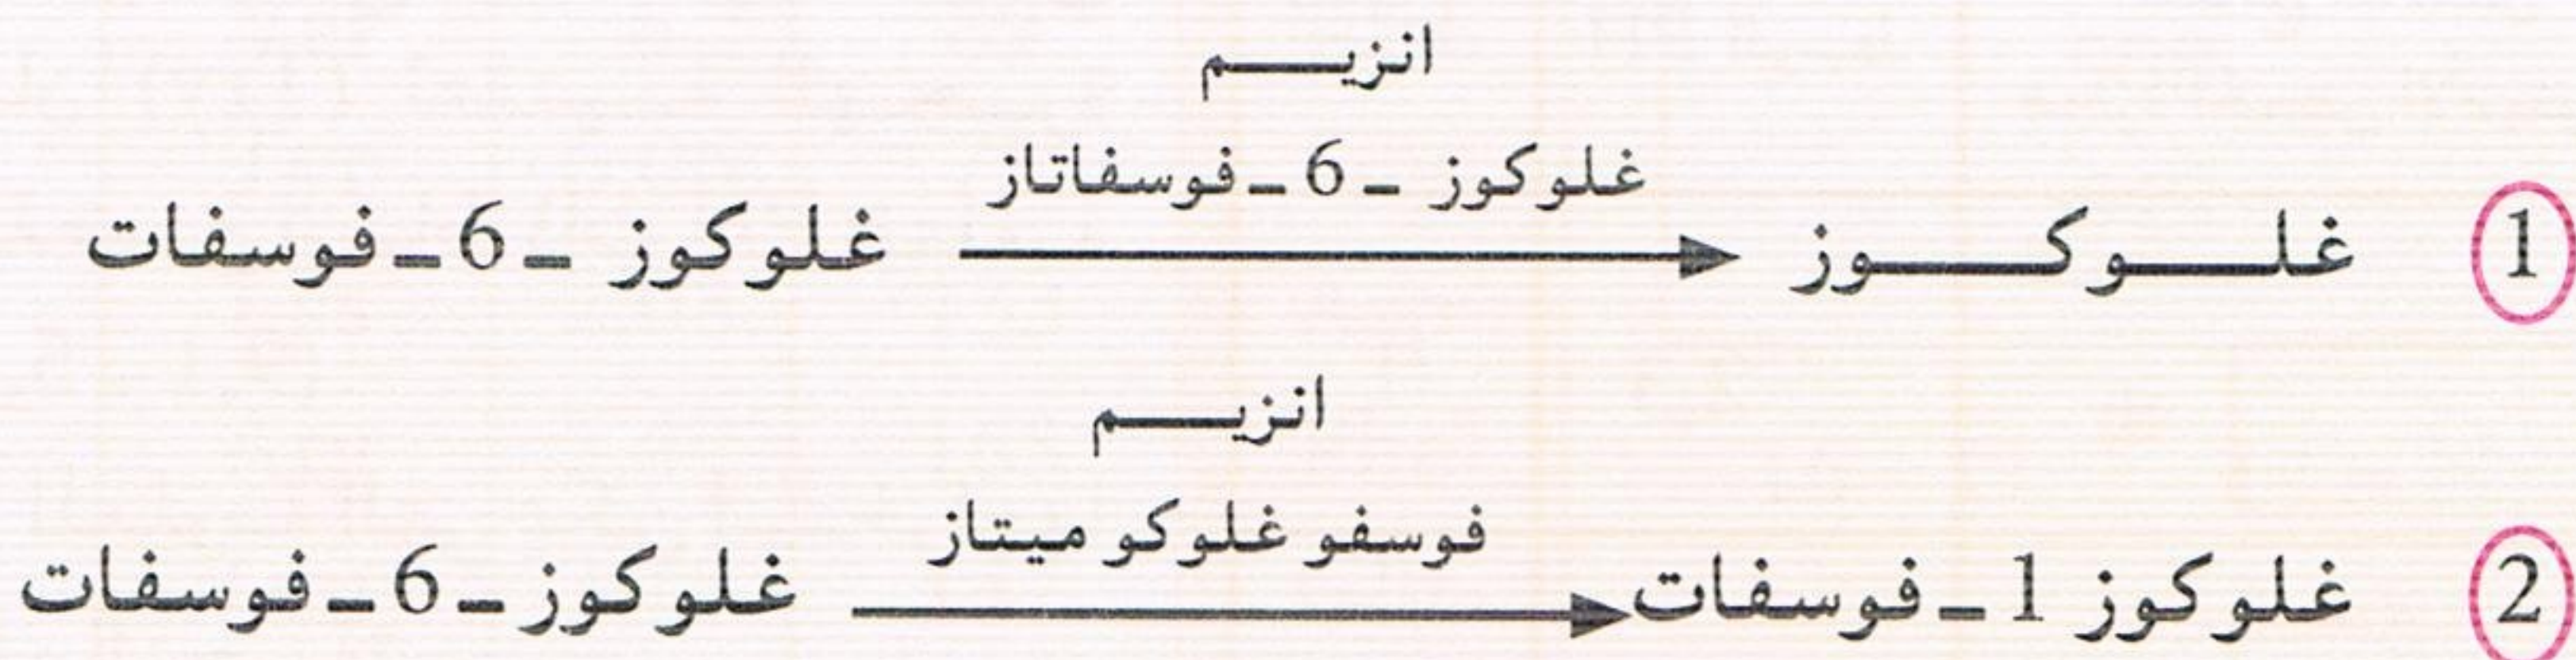 انزيم
غلوكوز ـ 6 ـ فوسفاتاز
1 غلوكوز غلوكوز ـ 6 ـ فوسفات
انزيم
فوسفو غلوكو ميتاز
2 غلوكوز 1 ـ فوسفات غلوكوز ـ 6 ـ فوسفات